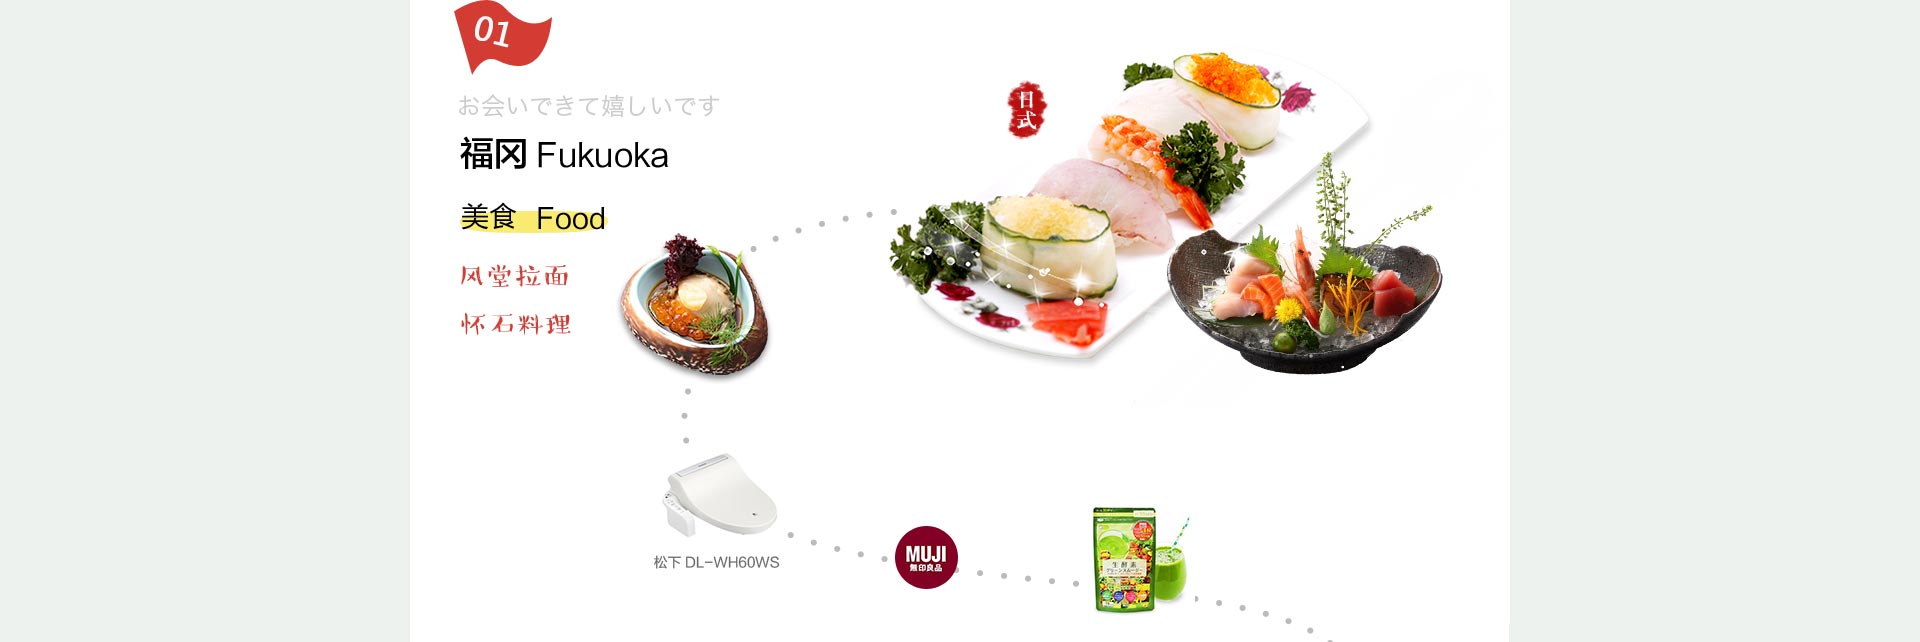 01
お会いできて嬉しいです
福冈 Fukuoka
美食 Food
风堂拉面
怀石料理
日式
松下 DL-WH60WS
MUJI
無印良品
生酵素
グリーンスムージー